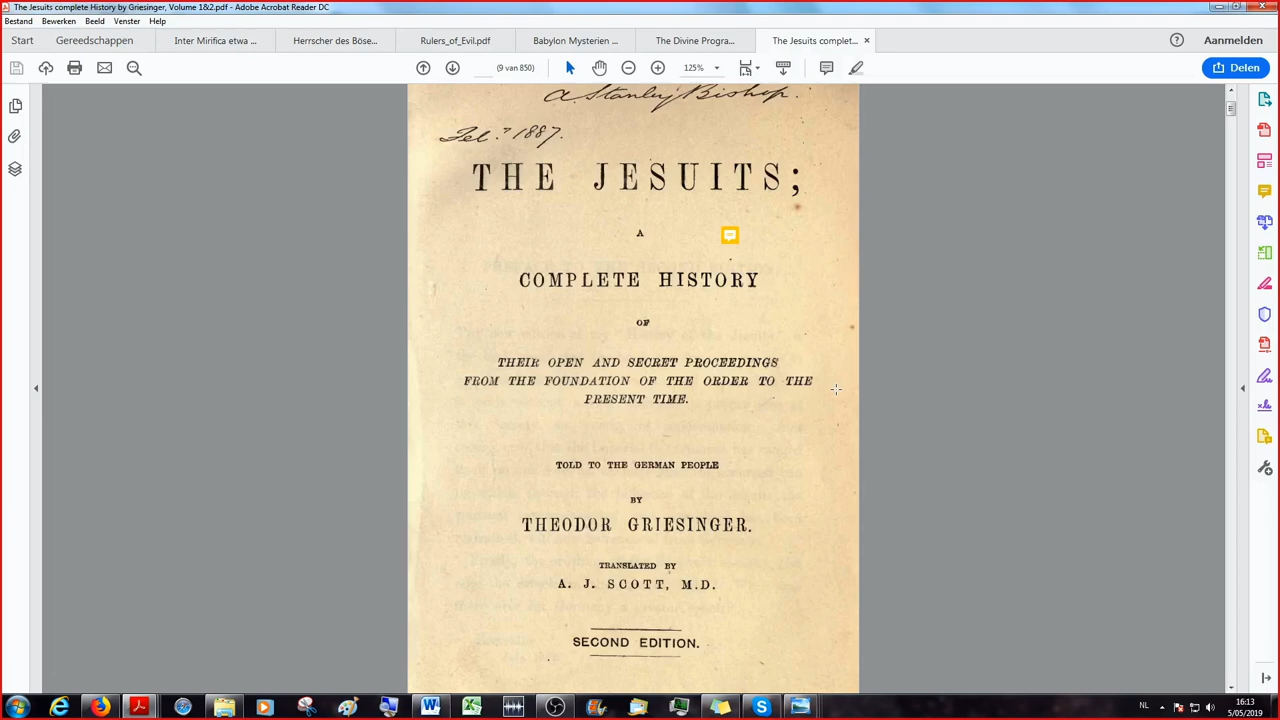 The Jesuits complete History by Griesinger, Volume 1&2.pdf - Adobe Acrobat Reader DC
Bestand Bewerken Beeld Venster Help
Start Gereedschappen Inter Mirifica etwa ... Herrscher des Böse... Rulers_of_Evil.pdf Babylon Mysterien ... The Divine Progra... The Jesuits complet... × Aanmelden
(9 van 850) 125% Delen
A Stanley Bishop.
Feb.y 1887.
THE JESUITS;
A
COMPLETE HISTORY
OF
THEIR OPEN AND SECRET PROCEEDINGS
FROM THE FOUNDATION OF THE ORDER TO THE
PRESENT TIME.
TOLD TO THE GERMAN PEOPLE
BY
THEODOR GRIESINGER.
TRANSLATED BY
A. J. SCOTT, M.D.
SECOND EDITION.
NL 16:13
5/05/2019